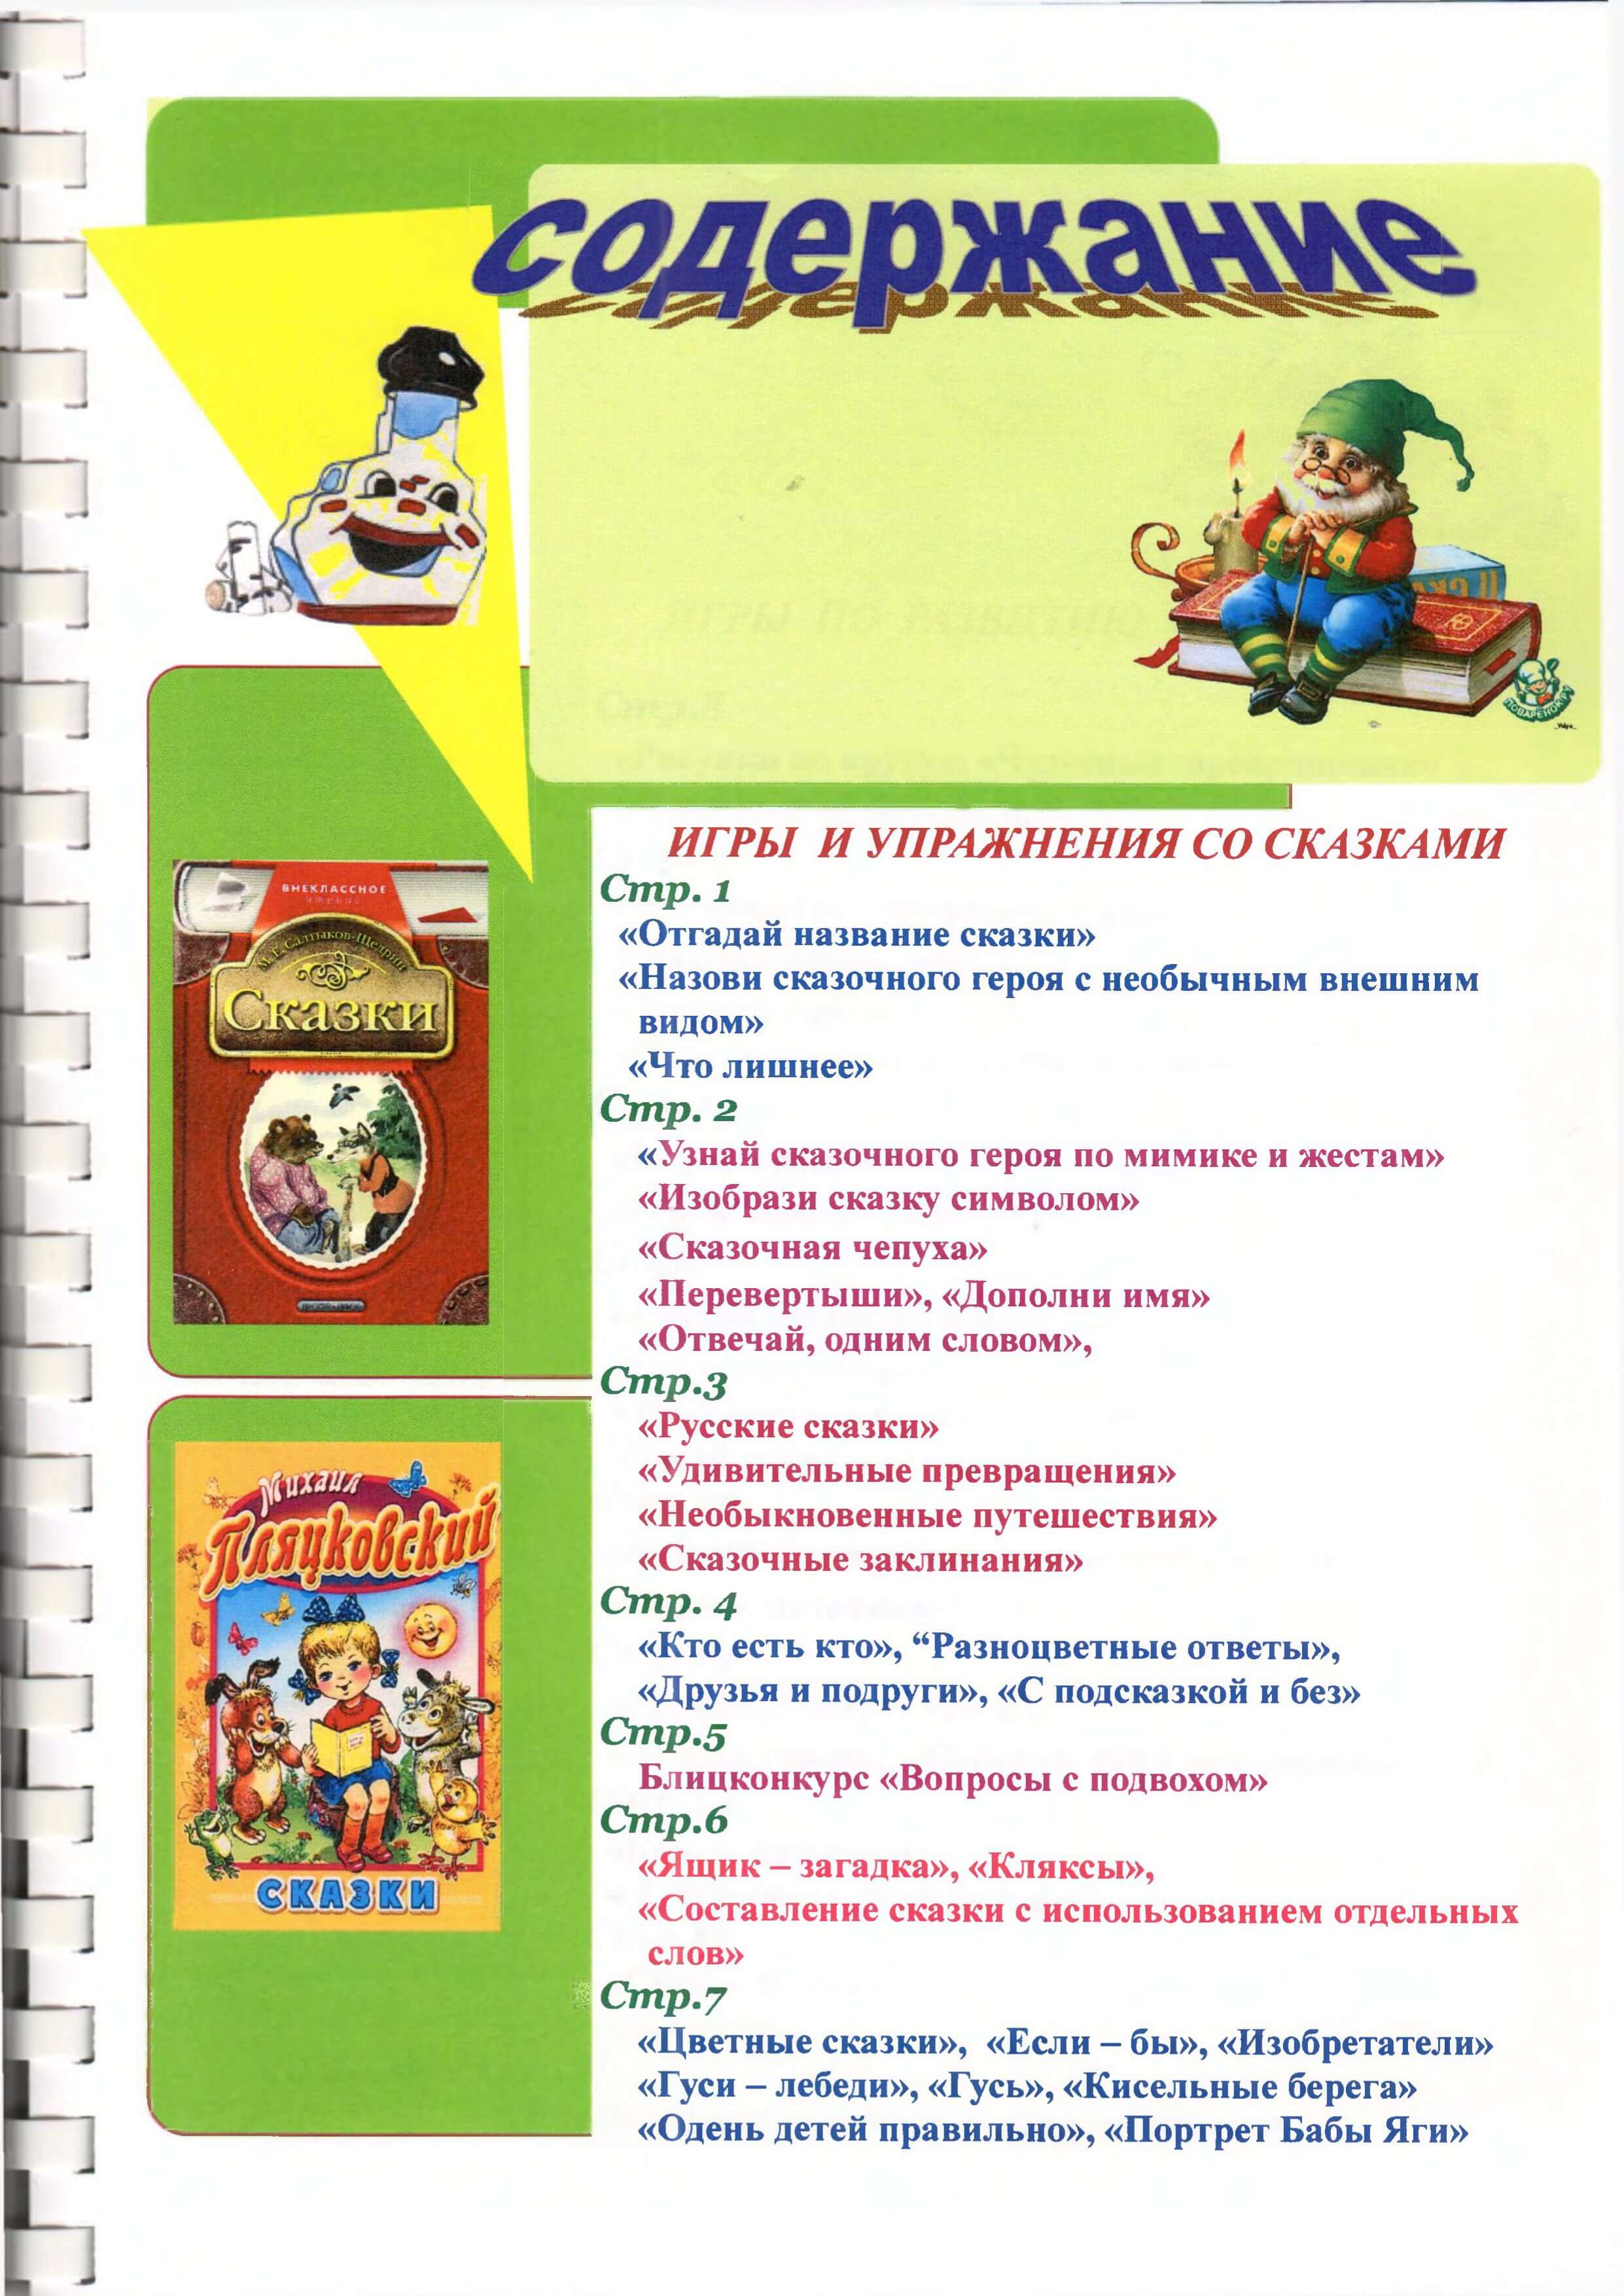 содержание
ИГРЫ И УПРАЖНЕНИЯ СО СКАЗКАМИ
Стр. 1
«Отгадай название сказки»
«Назови сказочного героя с необычным внешним
видом»
«Что лишнее»
Стр. 2
«Узнай сказочного героя по мимике и жестам»
«Изобрази сказку символом»
«Сказочная чепуха»
«Перевертыши», «Дополни имя»
«Отвечай, одним словом»,
Стр.3
«Русские сказки»
«Удивительные превращения»
«Необыкновенные путешествия»
«Сказочные заклинания»
Стр. 4
«Кто есть кто», “Разноцветные ответы»,
«Друзья и подруги», «С подсказкой и без»
Стр.5
Блицконкурс «Вопросы с подвохом»
Стр.6
«Ящик – загадка», «Кляксы»,
«Составление сказки с использованием отдельных
слов»
Стр.7
«Цветные сказки», «Если – бы», «Изобретатели»
«Гуси – лебеди», «Гусь», «Кисельные берега»
«Одень детей правильно», «Портрет Бабы Яги»
ВНЕКЛАССНОЕ
М. Е. Салтыков-Щедрин
Сказки
Михаил
Пляцковский
СКАЗКИ
ПОВАРЕНОК.РУ